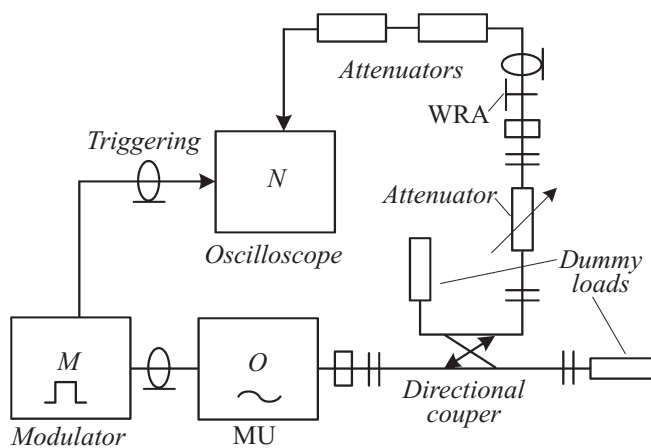 Attenuators
WRA
Triggering
N
Attenuator
Oscilloscope
Dummy
loads
M
O
Directional
couper
Modulator
MU